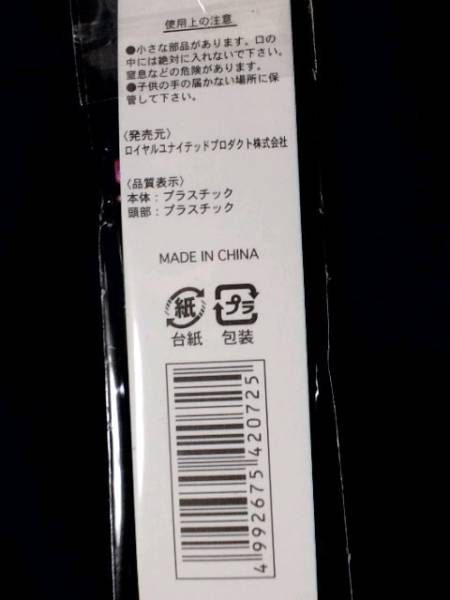 使用上の注意
●小さな部品があります。口の
中には絶対に入れないで下さい。
窒息などの危険があります。
●子供の手の届かない場所に保
管して下さい。
〈発売元〉
ロイヤルユナイテッドプロダクト株式会社
〈品質表示〉
本体：プラスチック
頭部：プラスチック
MADE IN CHINA
紙 プラ
台紙 包装
4992675420725